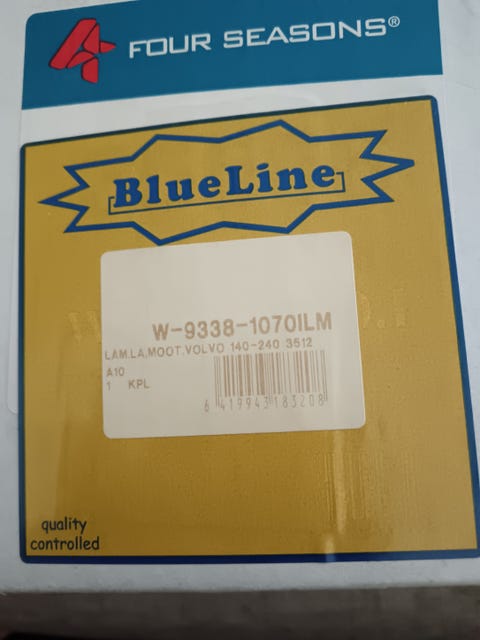 FOUR SEASONS®
BlueLine
W-9338-1070ILM
LAM.LA.MOOT.VOLVO 140-240 3512
A10
1 KPL
6 419943 183208
quality
controlled